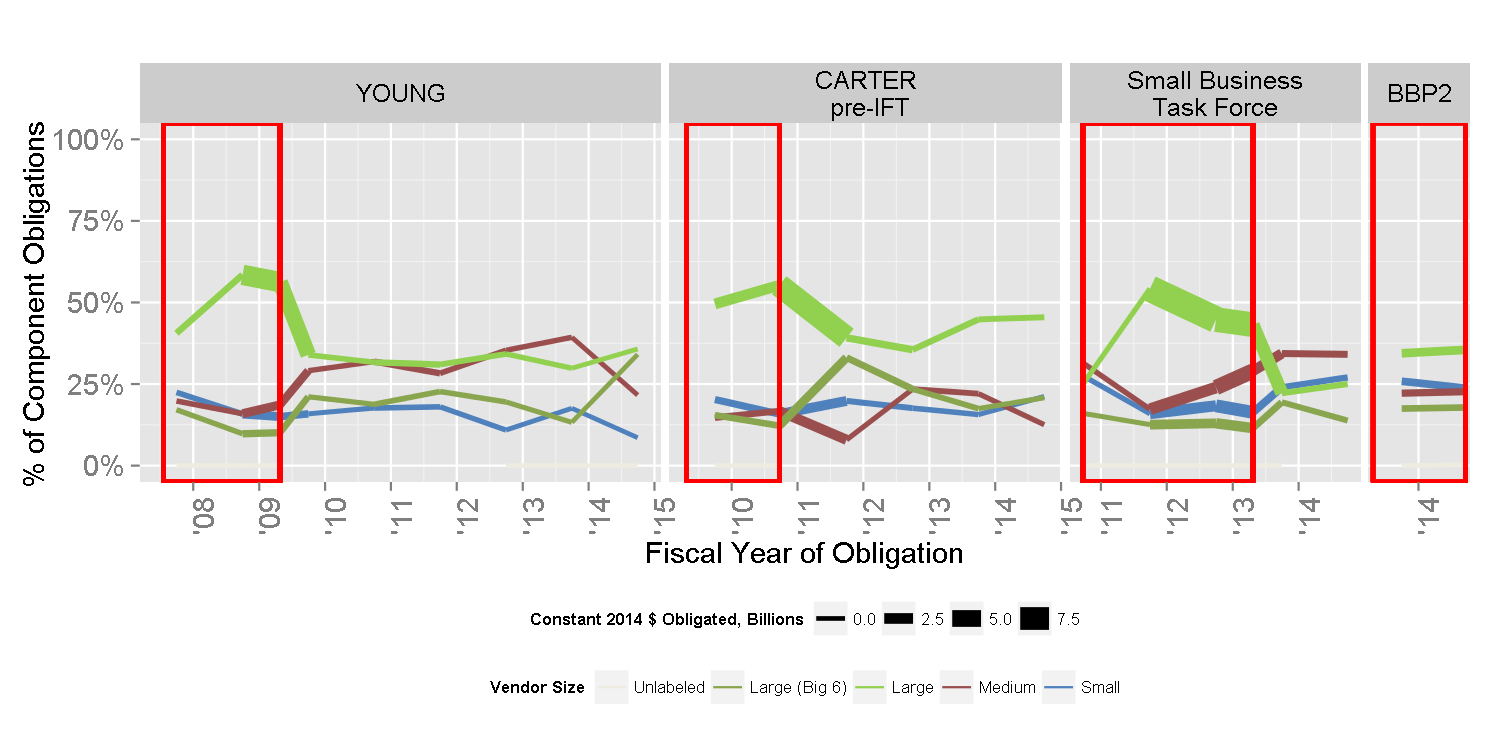 YOUNG
CARTER
pre-IFT
Small Business
Task Force
BBP2
% of Component Obligations
100%
75%
50%
25%
0%
'08 '09 '10 '11 '12 '13 '14 '15
'10 '11 '12 '13 '14 '15
'11 '12 '13 '14
'14
Fiscal Year of Obligation
Constant 2014 $ Obligated, Billions 0.0 2.5 5.0 7.5
Vendor Size Unlabeled Large (Big 6) Large Medium Small